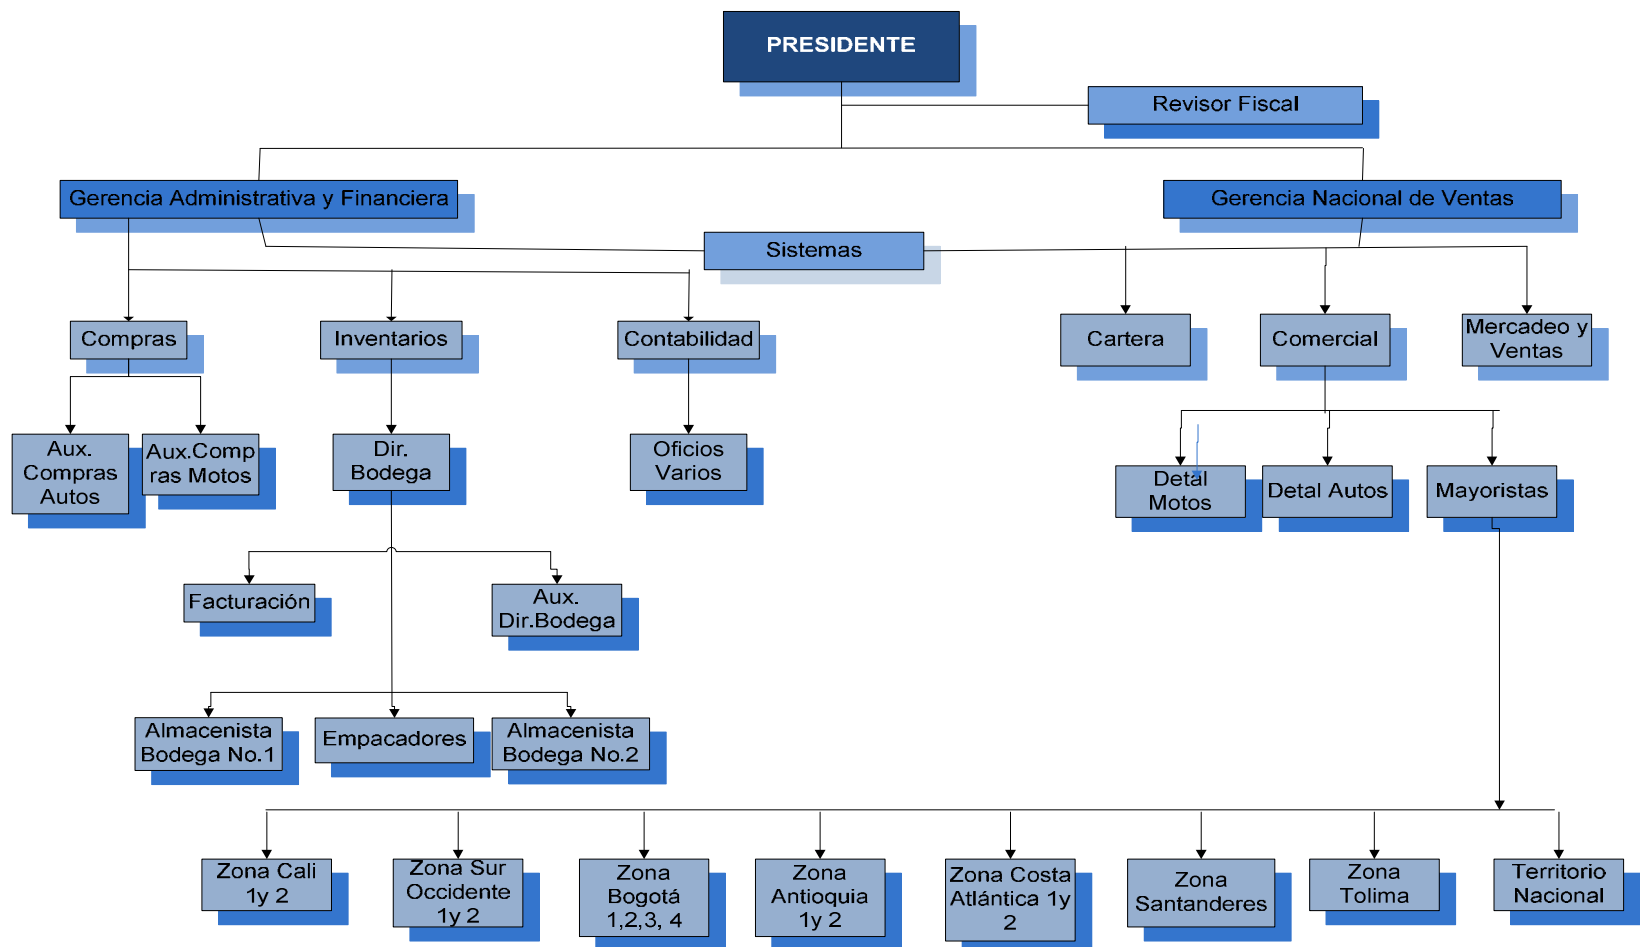 PRESIDENTE
Revisor Fiscal
Gerencia Administrativa y Financiera
Gerencia Nacional de Ventas
Sistemas
Compras
Inventarios
Contabilidad
Cartera
Comercial
Mercadeo y
Ventas
Aux.
Compras
Autos
Aux.Comp
ras Motos
Dir.
Bodega
Oficios
Varios
Detal
Motos
Detal Autos
Mayoristas
Facturación
Aux.
Dir.Bodega
Almacenista
Bodega No.1
Empacadores
Almacenista
Bodega No.2
Zona Cali
1y 2
Zona Sur
Occidente
1y 2
Zona
Bogotá
1,2,3, 4
Zona
Antioquia
1y 2
Zona Costa
Atlántica 1y
2
Zona
Santanderes
Zona
Tolima
Territorio
Nacional